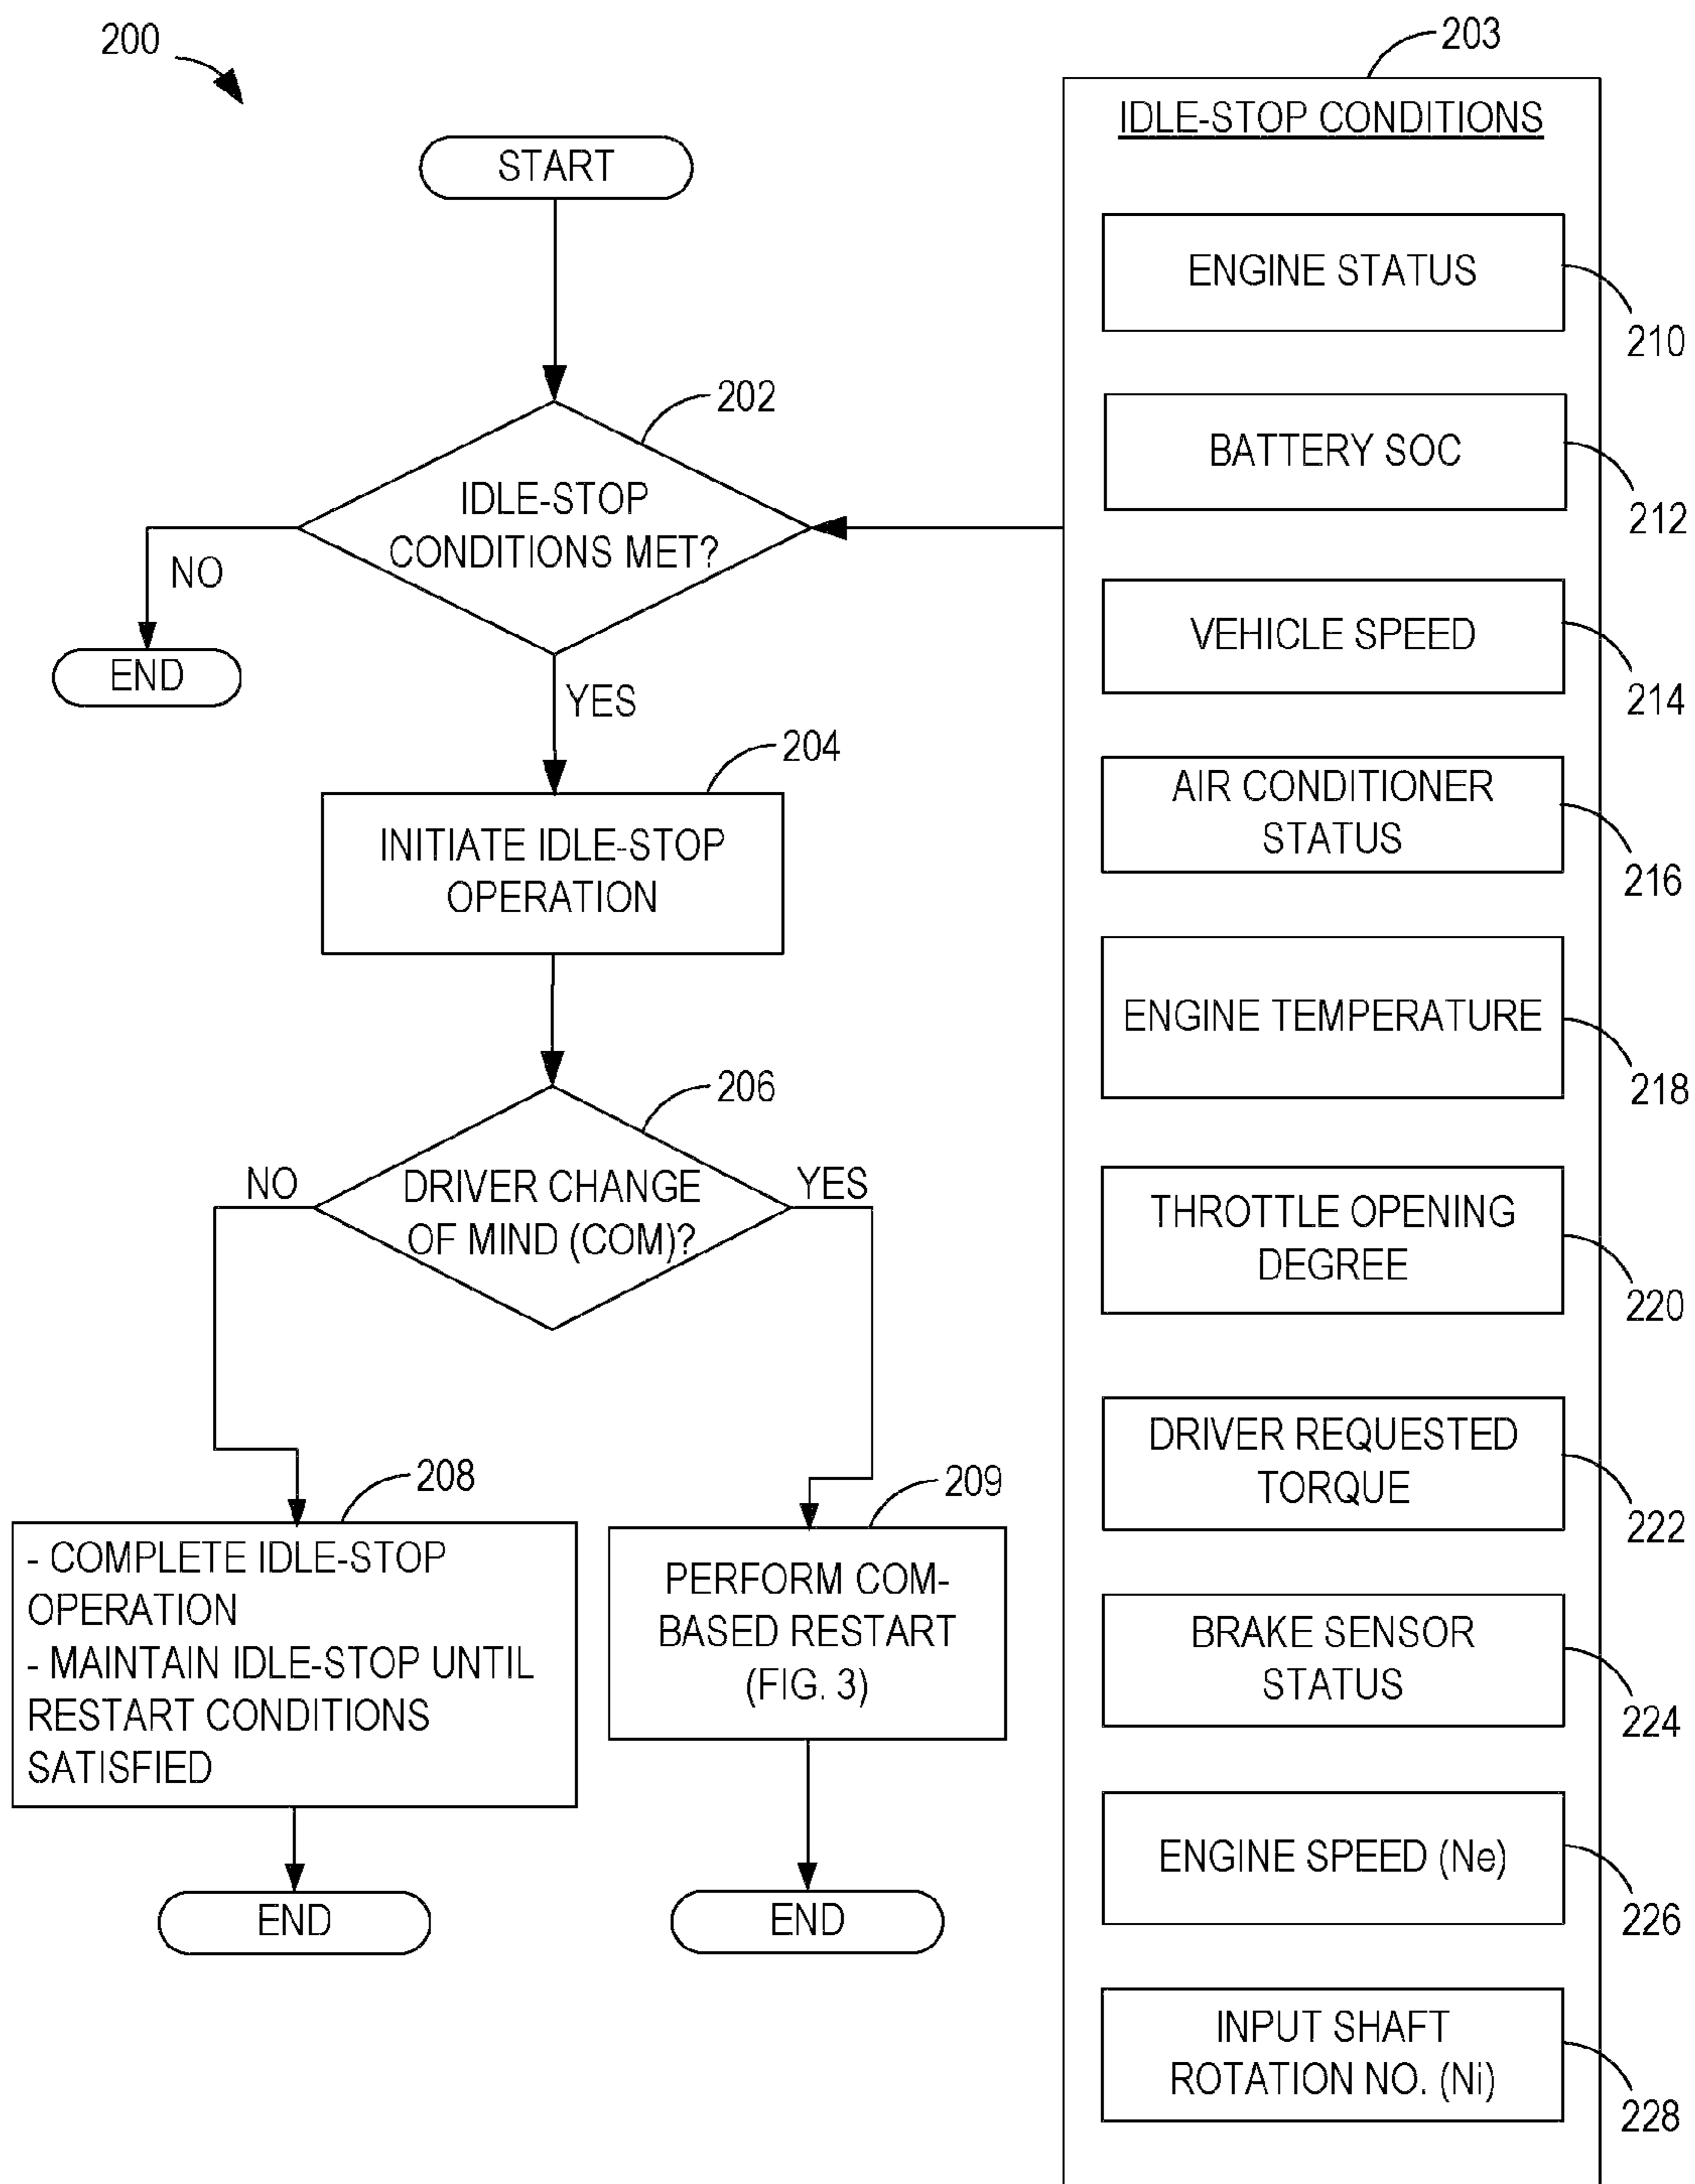 200
START
202
IDLE-STOP
CONDITIONS MET?
NO
END
YES
204
INITIATE IDLE-STOP
OPERATION
206
DRIVER CHANGE
OF MIND (COM)?
NO
YES
208
- COMPLETE IDLE-STOP
OPERATION
- MAINTAIN IDLE-STOP UNTIL
RESTART CONDITIONS
SATISFIED
END
209
PERFORM COM-
BASED RESTART
(FIG. 3)
END
203
IDLE-STOP CONDITIONS
ENGINE STATUS
210
BATTERY SOC
212
VEHICLE SPEED
214
AIR CONDITIONER
STATUS
216
ENGINE TEMPERATURE
218
THROTTLE OPENING
DEGREE
220
DRIVER REQUESTED
TORQUE
222
BRAKE SENSOR
STATUS
224
ENGINE SPEED (Ne)
226
INPUT SHAFT
ROTATION NO. (Ni)
228